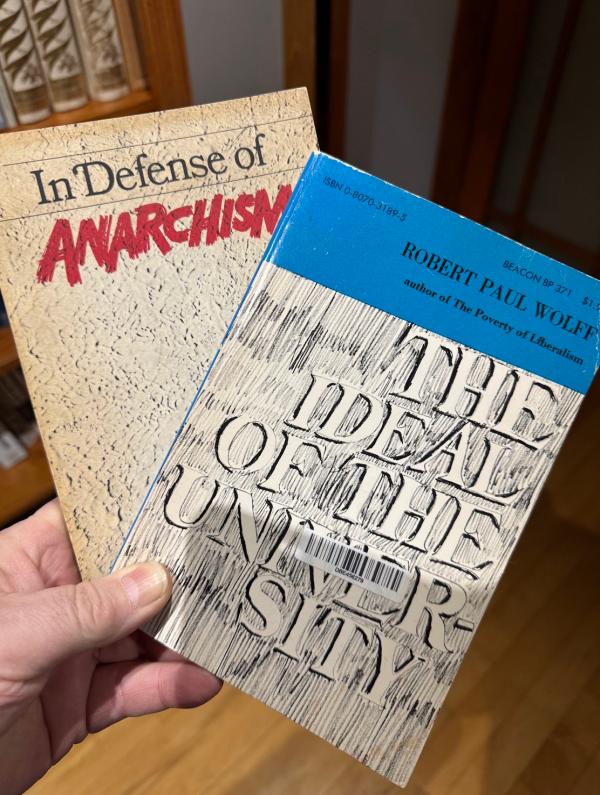 In Defense of
ANARCHISM
ISBN 0-8070-3189-5
BEACON BP 371
ROBERT PAUL WOLFF
author of The Poverty of Liberalism
THE
IDEAL
OF THE
UNIVER-
SITY